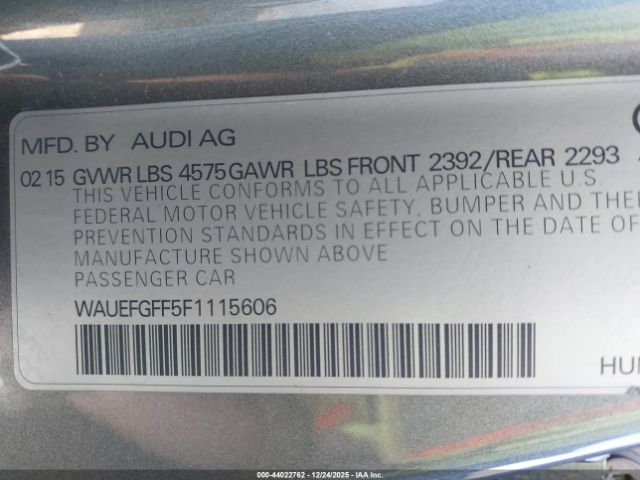 MFD. BY AUDI AG
02 15 GVWR LBS 4575 GAWR LBS FRONT 2392/REAR 2293
THIS VEHICLE CONFORMS TO ALL APPLICABLE U.S.
FEDERAL MOTOR VEHICLE SAFETY, BUMPER AND THE
PREVENTION STANDARDS IN EFFECT ON THE DATE OF
MANUFACTURE SHOWN ABOVE
PASSENGER CAR
WAUEFGFF5F1115606
HUN
000-44022762 - 12/24/2025 - IAA Inc.